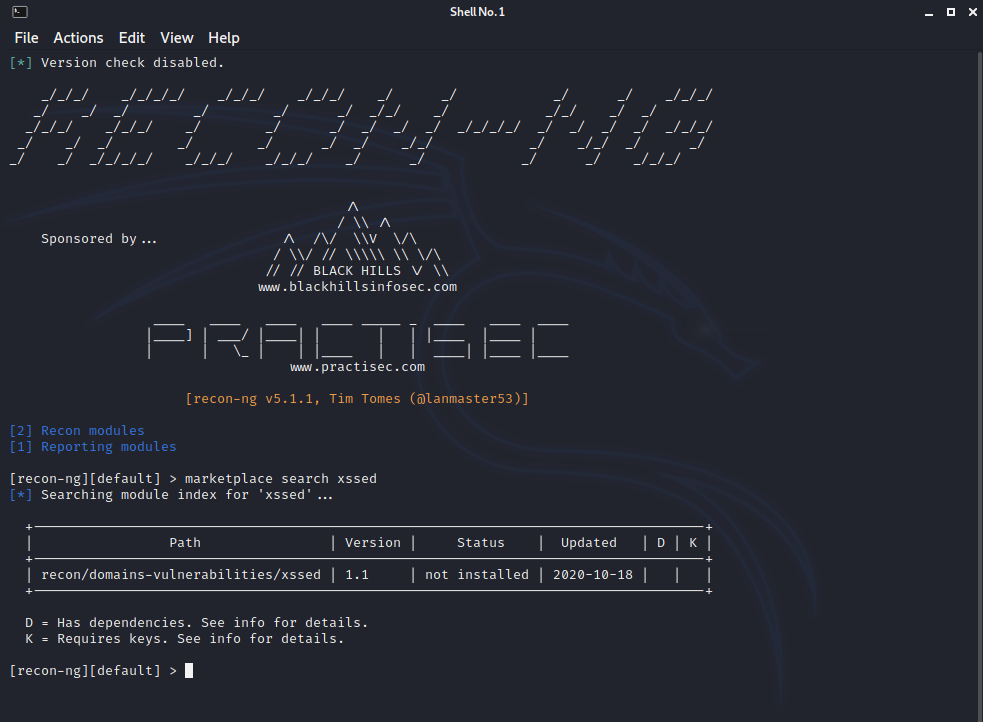 Shell No. 1
File Actions Edit View Help
[*] Version check disabled.
RECON-NG
Sponsored by ...
BLACK HILLS
www.blackhillsinfosec.com
PRACTISEC
www.practisec.com
[recon-ng v5.1.1, Tim Tomes (@lanmaster53)]
[2] Recon modules
[1] Reporting modules
[recon-ng][default] > marketplace search xssed
[*] Searching module index for 'xssed' ...
Path | Version | Status | Updated | D | K
recon/domains-vulnerabilities/xssed | 1.1 | not installed | 2020-10-18 | | |
D = Has dependencies. See info for details.
K = Requires keys. See info for details.
[recon-ng][default] >